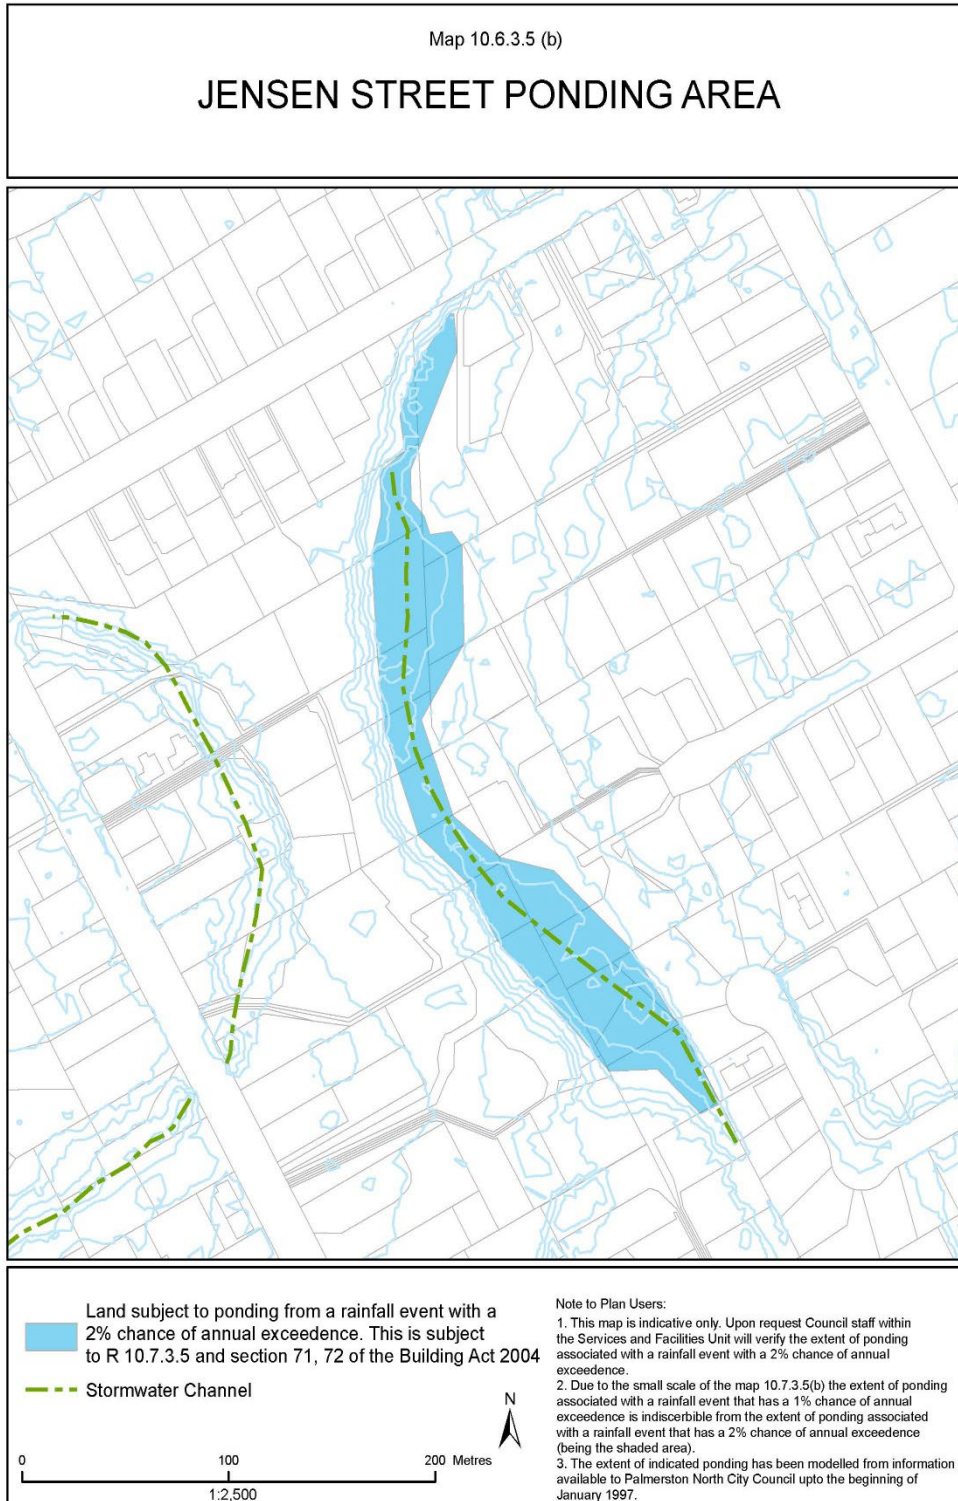 Map 10.6.3.5 (b)
JENSEN STREET PONDING AREA
Land subject to ponding from a rainfall event with a
2% chance of annual exceedence. This is subject
to R 10.7.3.5 and section 71, 72 of the Building Act 2004
Stormwater Channel
N
0 100 200 Metres
1:2,500
Note to Plan Users:
1. This map is indicative only. Upon request Council staff within
the Services and Facilities Unit will verify the extent of ponding
associated with a rainfall event with a 2% chance of annual
exceedence.
2. Due to the small scale of the map 10.7.3.5(b) the extent of ponding
associated with a rainfall event that has a 1% chance of annual
exceedence is indiscerbible from the extent of ponding associated
with a rainfall event that has a 2% chance of annual exceedence
(being the shaded area).
3. The extent of indicated ponding has been modelled from information
available to Palmerston North City Council upto the beginning of
January 1997.